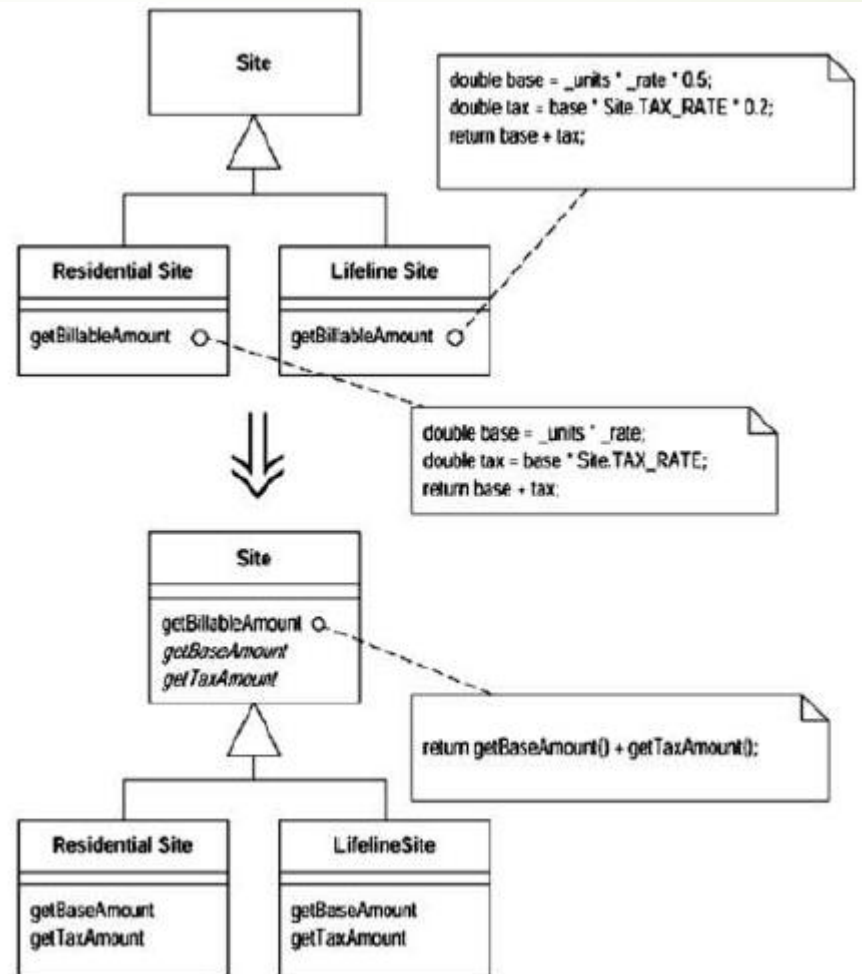 Site
double base = _units * _rate * 0.5;
double tax = base * Site.TAX_RATE * 0.2;
return base + tax;
Residential Site
getBillableAmount
Lifeline Site
getBillableAmount
double base = _units * _rate;
double tax = base * Site.TAX_RATE;
return base + tax;
Site
getBillableAmount
getBaseAmount
getTaxAmount
return getBaseAmount() + getTaxAmount();
Residential Site
getBaseAmount
getTaxAmount
LifelineSite
getBaseAmount
getTaxAmount